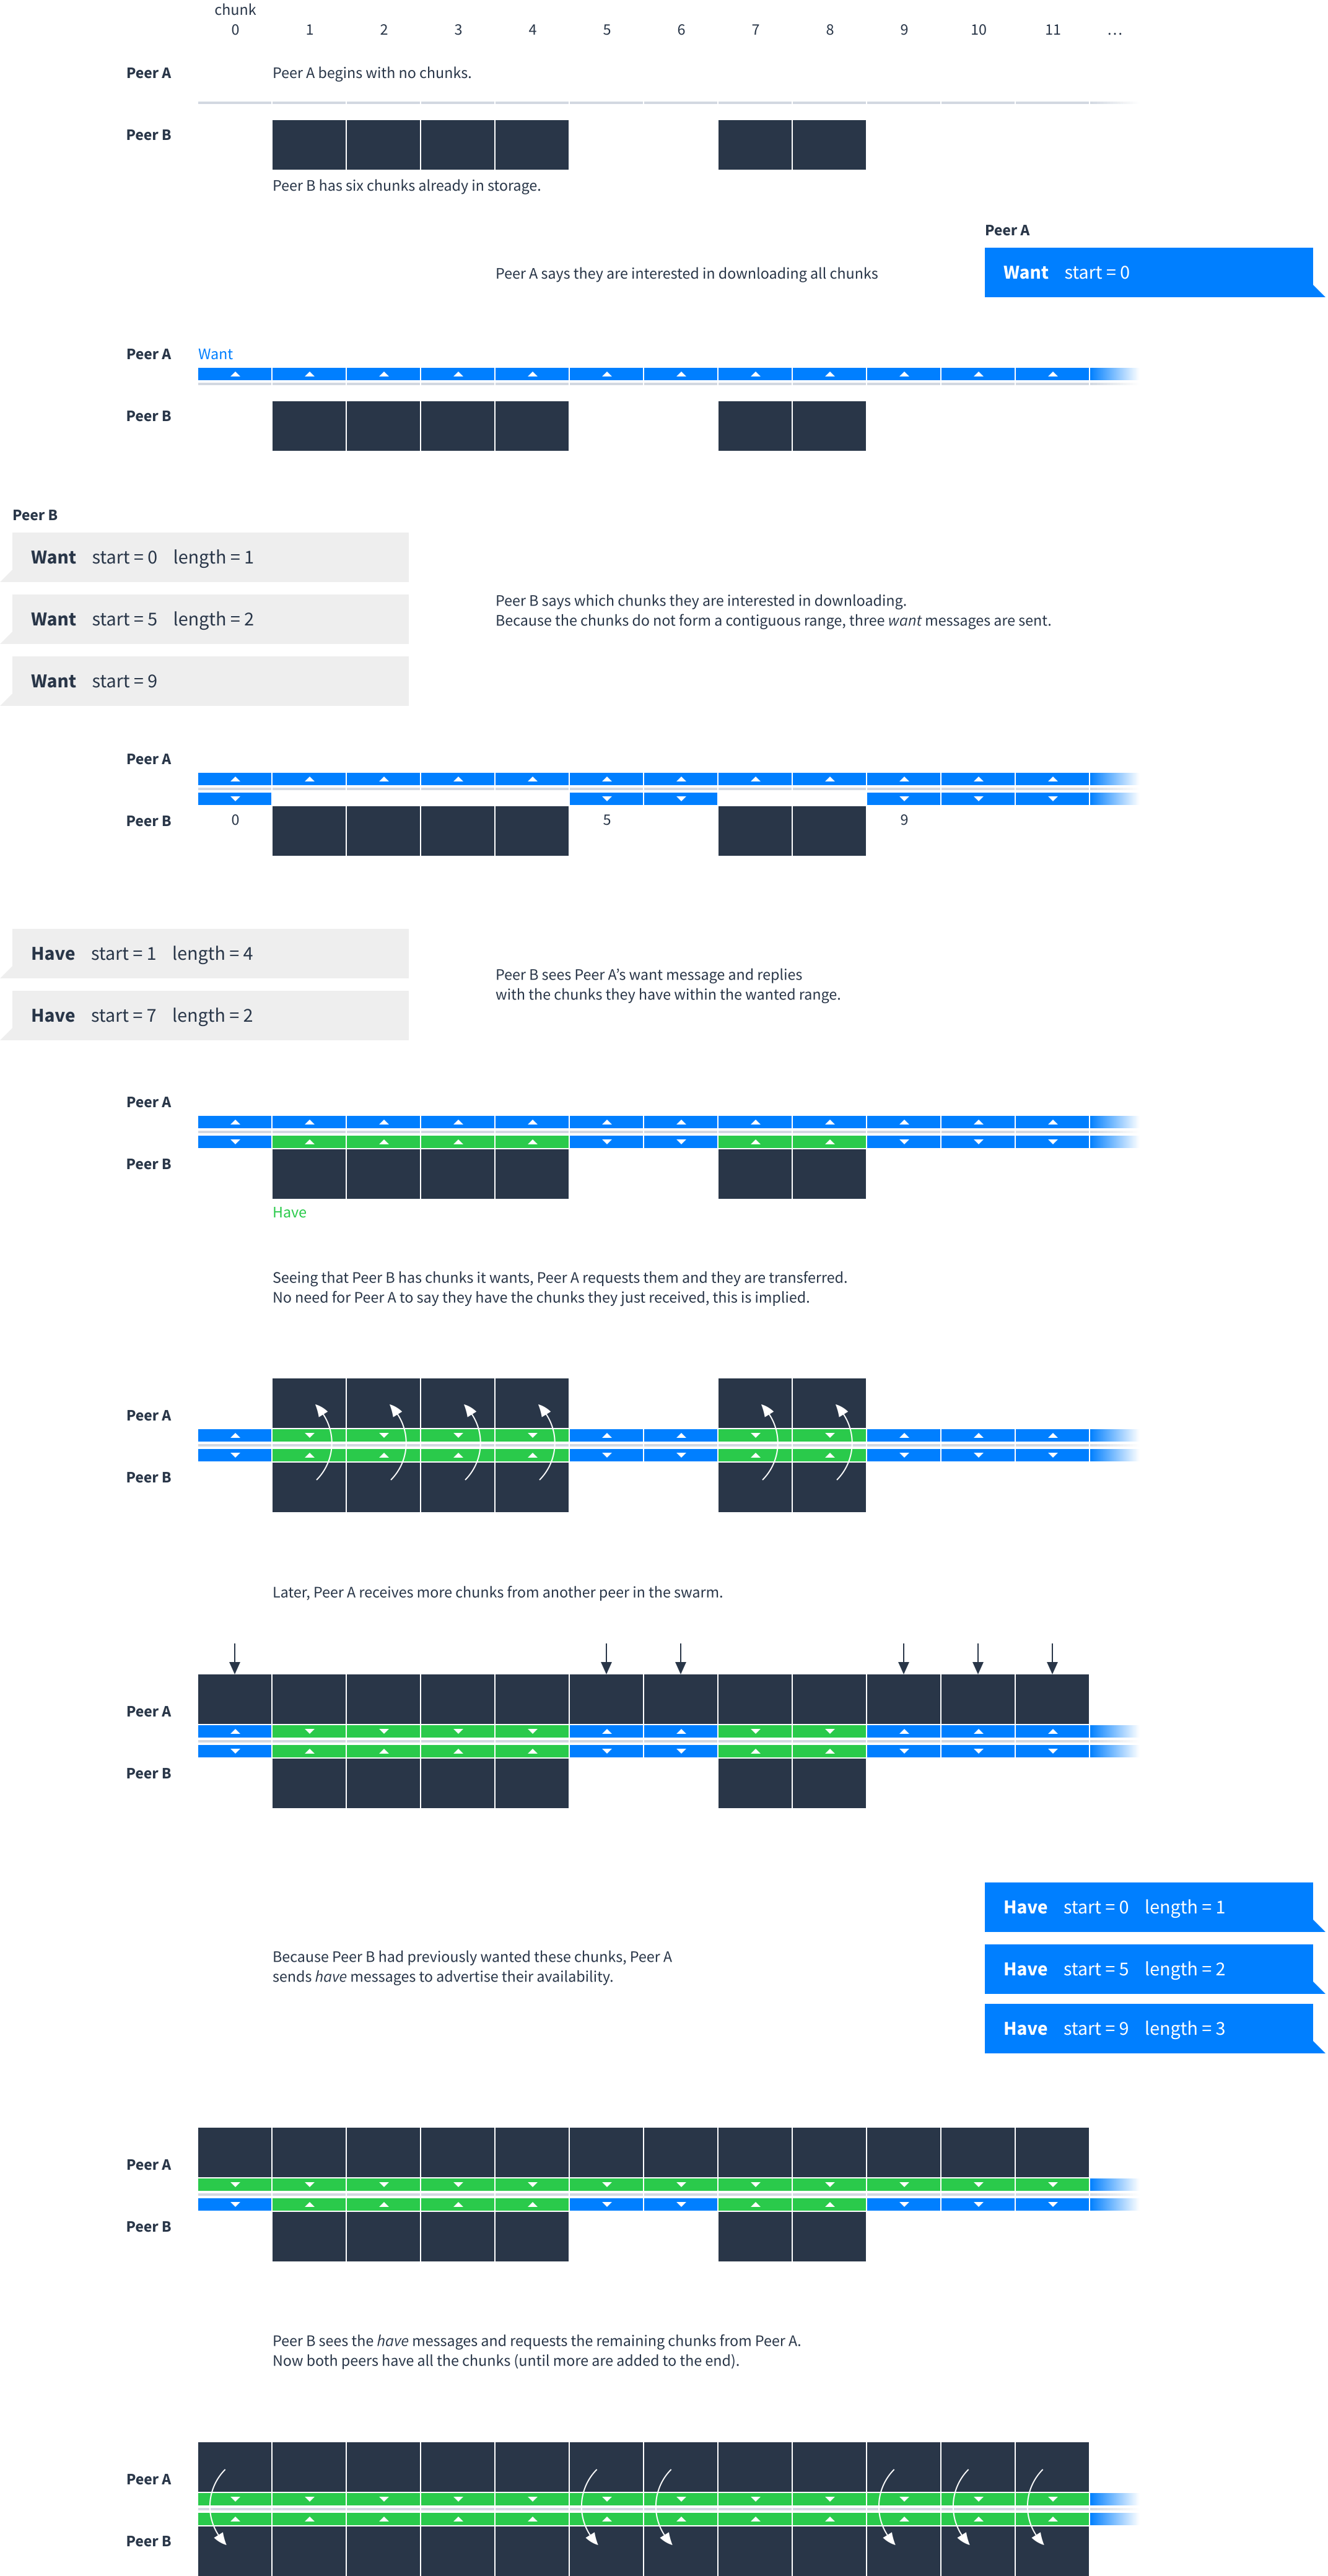 chunk
0 1 2 3 4 5 6 7 8 9 10 11 …
Peer A Peer A begins with no chunks.
Peer B
Peer B has six chunks already in storage.
Peer A
Peer A says they are interested in downloading all chunks
Want start = 0
Peer A Want
Peer B
Peer B
Want start = 0 length = 1
Want start = 5 length = 2
Want start = 9
Peer B says which chunks they are interested in downloading.
Because the chunks do not form a contiguous range, three want messages are sent.
Peer A
Peer B 0 5 9
Have start = 1 length = 4
Have start = 7 length = 2
Peer B sees Peer A’s want message and replies
with the chunks they have within the wanted range.
Peer A
Peer B
Have
Seeing that Peer B has chunks it wants, Peer A requests them and they are transferred.
No need for Peer A to say they have the chunks they just received, this is implied.
Peer A
Peer B
Later, Peer A receives more chunks from another peer in the swarm.
Peer A
Peer B
Because Peer B had previously wanted these chunks, Peer A
sends have messages to advertise their availability.
Have start = 0 length = 1
Have start = 5 length = 2
Have start = 9 length = 3
Peer A
Peer B
Peer B sees the have messages and requests the remaining chunks from Peer A.
Now both peers have all the chunks (until more are added to the end).
Peer A
Peer B